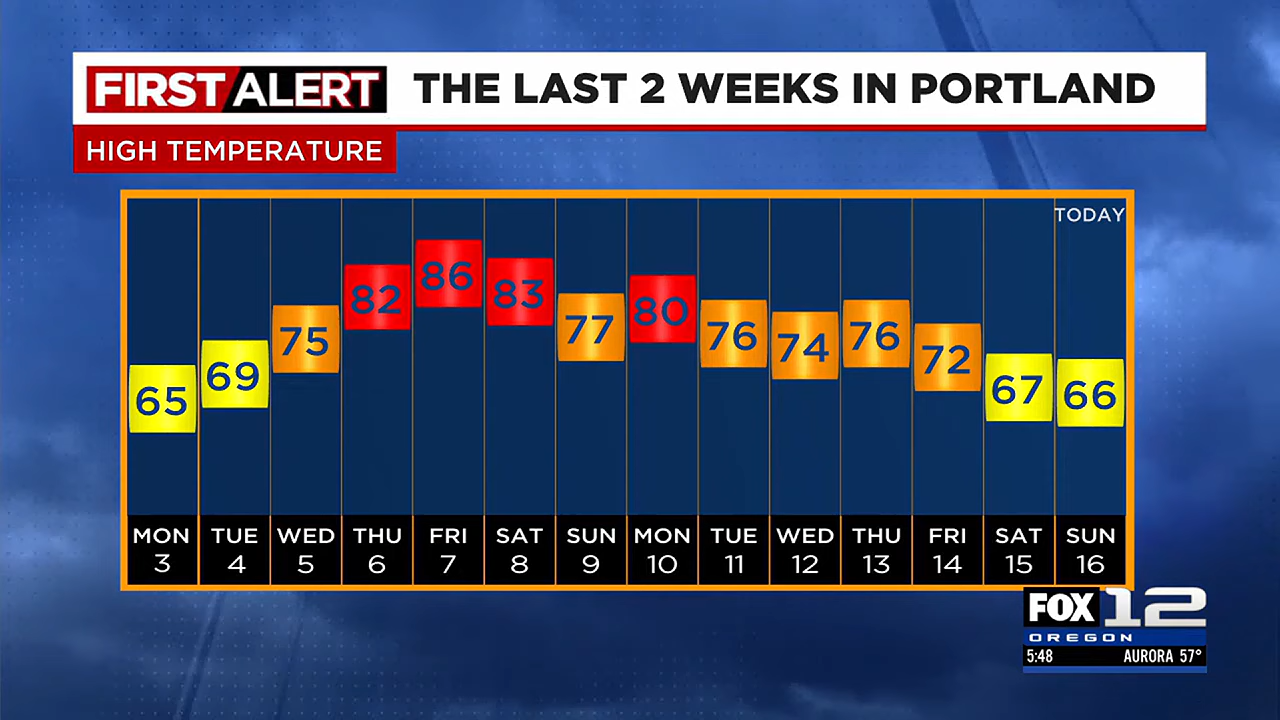 FIRST ALERT THE LAST 2 WEEKS IN PORTLAND
HIGH TEMPERATURE
TODAY
65 69 75 82 86 83 77 80 76 74 76 72 67 66
MON TUE WED THU FRI SAT SUN MON TUE WED THU FRI SAT SUN
3 4 5 6 7 8 9 10 11 12 13 14 15 16
FOX 12
OREGON
5:48 AURORA 57°